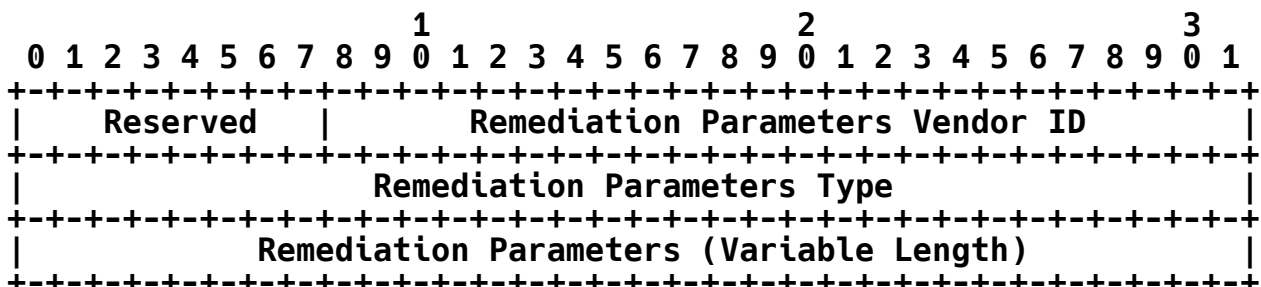 1                   2                   3
 0 1 2 3 4 5 6 7 8 9 0 1 2 3 4 5 6 7 8 9 0 1 2 3 4 5 6 7 8 9 0 1
+-+-+-+-+-+-+-+-+-+-+-+-+-+-+-+-+-+-+-+-+-+-+-+-+-+-+-+-+-+-+-+-+
|    Reserved   |       Remediation Parameters Vendor ID        |
+-+-+-+-+-+-+-+-+-+-+-+-+-+-+-+-+-+-+-+-+-+-+-+-+-+-+-+-+-+-+-+-+
|                  Remediation Parameters Type                  |
+-+-+-+-+-+-+-+-+-+-+-+-+-+-+-+-+-+-+-+-+-+-+-+-+-+-+-+-+-+-+-+-+
|            Remediation Parameters (Variable Length)           |
+-+-+-+-+-+-+-+-+-+-+-+-+-+-+-+-+-+-+-+-+-+-+-+-+-+-+-+-+-+-+-+-+